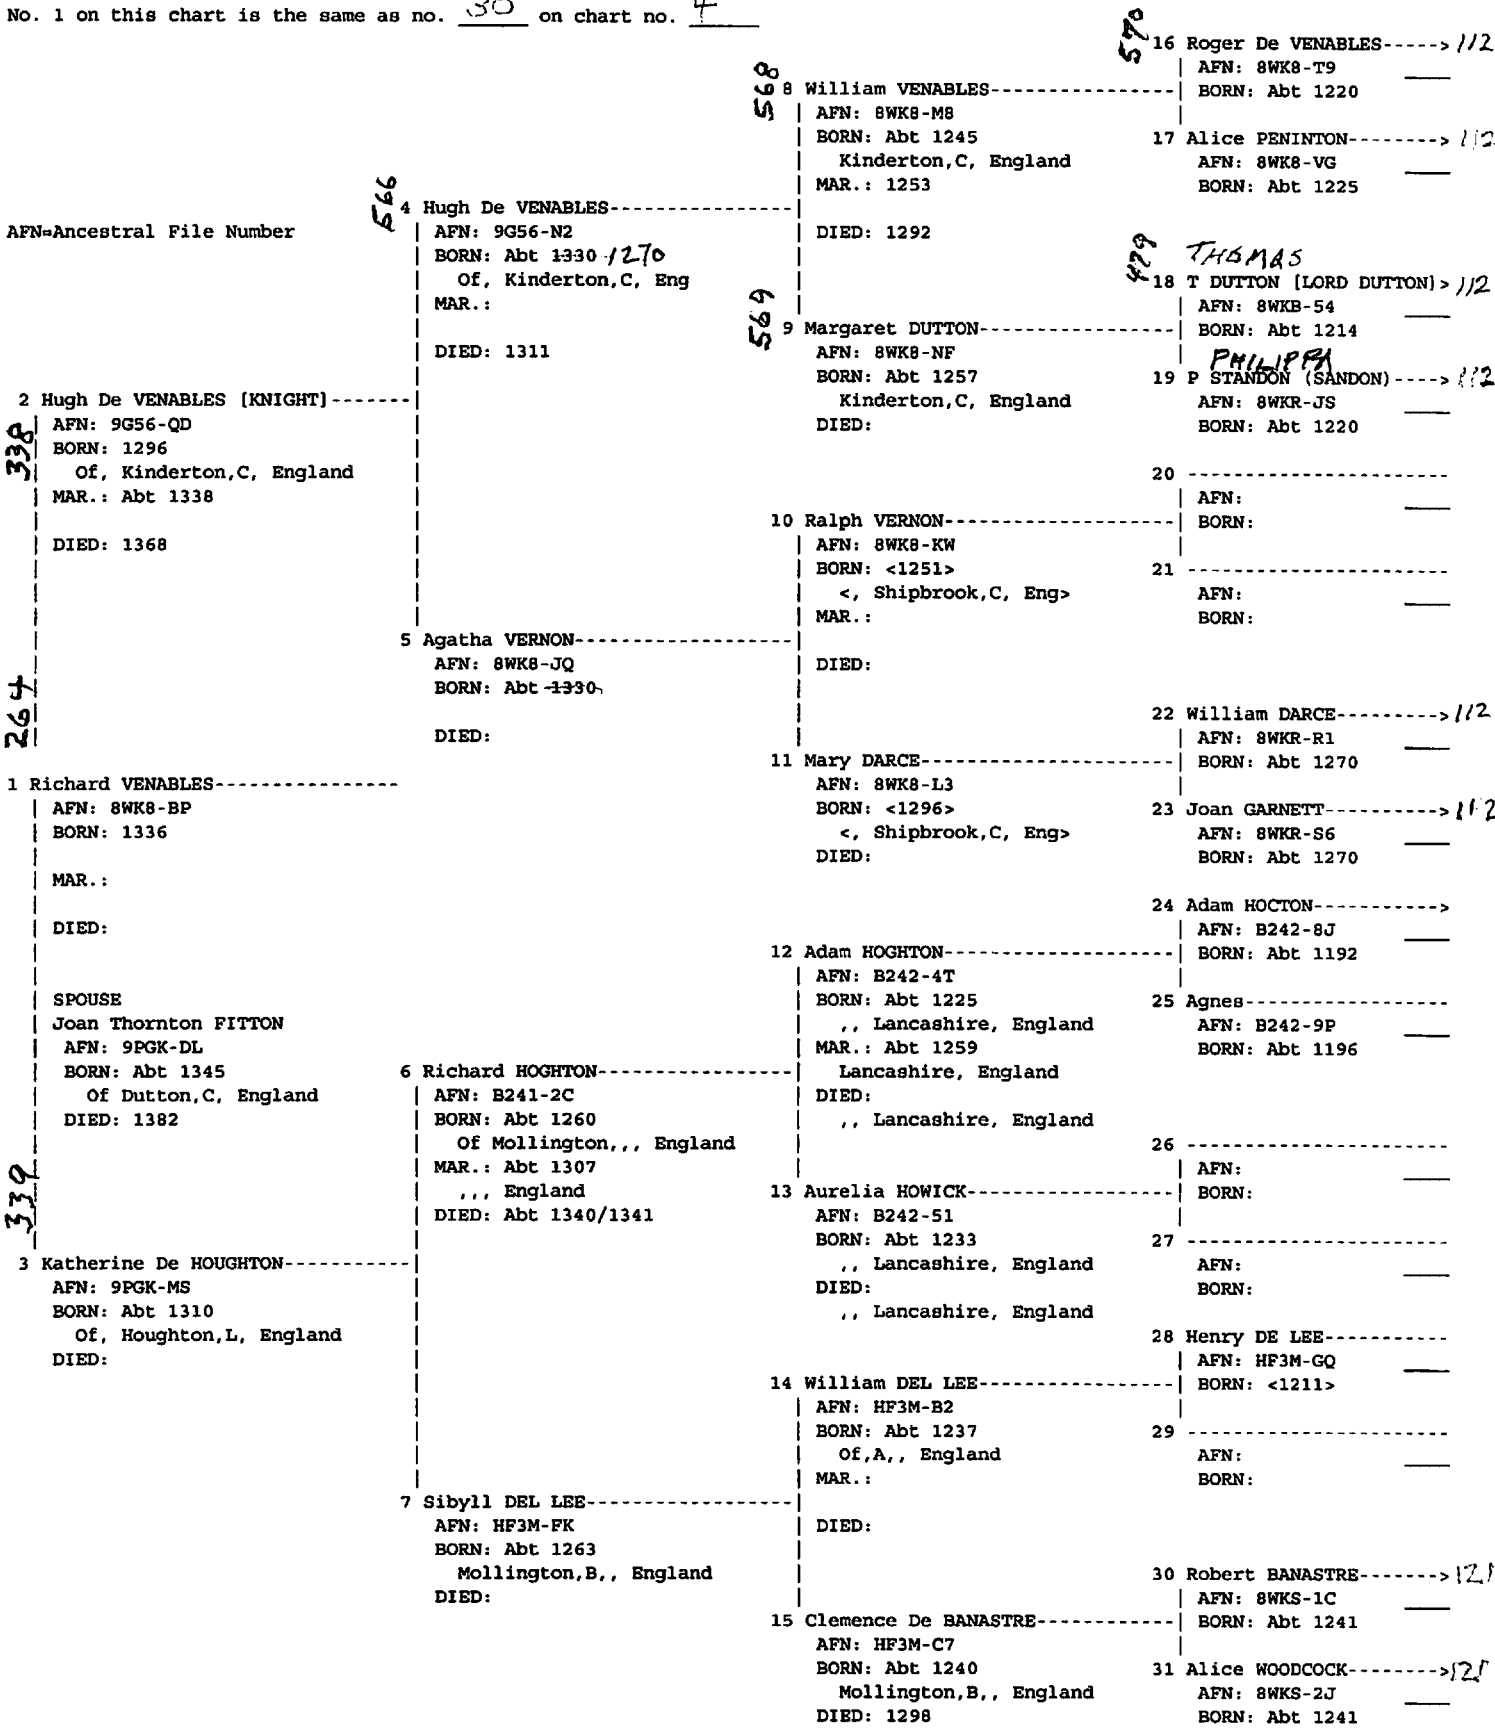 No. 1 on this chart is the same as no. 30 on chart no. 4
AFN=Ancestral File Number
264
1 Richard VENABLES
AFN: 8WK8-BP
BORN: 1336
MAR.:
DIED:
SPOUSE
Joan Thornton FITTON
AFN: 9PGK-DL
BORN: Abt 1345
Of Dutton,C, England
DIED: 1382
338
2 Hugh De VENABLES [KNIGHT]
AFN: 9G56-QD
BORN: 1296
Of, Kinderton,C, England
MAR.: Abt 1338
DIED: 1368
339
3 Katherine De HOUGHTON
AFN: 9PGK-MS
BORN: Abt 1310
Of, Houghton,L, England
DIED:
566
4 Hugh De VENABLES
AFN: 9G56-N2
BORN: Abt 1330 1270
Of, Kinderton,C, Eng
MAR.:
DIED: 1311
5 Agatha VERNON
AFN: 8WK8-JQ
BORN: Abt 1330
DIED:
6 Richard HOGHTON
AFN: B241-2C
BORN: Abt 1260
Of Mollington,,, England
MAR.: Abt 1307
,,, England
DIED: Abt 1340/1341
7 Sibyll DEL LEE
AFN: HF3M-FK
BORN: Abt 1263
Mollington,B,, England
DIED:
568
8 William VENABLES
AFN: 8WK8-M8
BORN: Abt 1245
Kinderton,C, England
MAR.: 1253
DIED: 1292
569
9 Margaret DUTTON
AFN: 8WK8-NF
BORN: Abt 1257
Kinderton,C, England
DIED:
10 Ralph VERNON
AFN: 8WK8-KW
BORN: <1251>
<, Shipbrook,C, Eng>
MAR.:
DIED:
11 Mary DARCE
AFN: 8WK8-L3
BORN: <1296>
<, Shipbrook,C, Eng>
DIED:
12 Adam HOGHTON
AFN: B242-4T
BORN: Abt 1225
,, Lancashire, England
MAR.: Abt 1259
Lancashire, England
DIED:
,, Lancashire, England
13 Aurelia HOWICK
AFN: B242-51
BORN: Abt 1233
,, Lancashire, England
DIED:
,, Lancashire, England
14 William DEL LEE
AFN: HF3M-B2
BORN: Abt 1237
Of,A,, England
MAR.:
DIED:
15 Clemence De BANASTRE
AFN: HF3M-C7
BORN: Abt 1240
Mollington,B,, England
DIED: 1298
570
16 Roger De VENABLES-----> 112
AFN: 8WK8-T9
BORN: Abt 1220
17 Alice PENINTON--------> 112
AFN: 8WK8-VG
BORN: Abt 1225
429
THOMAS
18 T DUTTON [LORD DUTTON]> 112
AFN: 8WKB-54
BORN: Abt 1214
PHILIPPA
19 P STANDON (SANDON)----> 112
AFN: 8WKR-JS
BORN: Abt 1220
20
AFN:
BORN:
21
AFN:
BORN:
22 William DARCE---------> 112
AFN: 8WKR-R1
BORN: Abt 1270
23 Joan GARNETT----------> 112
AFN: 8WKR-S6
BORN: Abt 1270
24 Adam HOCTON----------->
AFN: B242-8J
BORN: Abt 1192
25 Agnes
AFN: B242-9P
BORN: Abt 1196
26
AFN:
BORN:
27
AFN:
BORN:
28 Henry DE LEE
AFN: HF3M-GQ
BORN: <1211>
29
AFN:
BORN:
30 Robert BANASTRE-------> 121
AFN: 8WKS-1C
BORN: Abt 1241
31 Alice WOODCOCK--------> 121
AFN: 8WKS-2J
BORN: Abt 1241